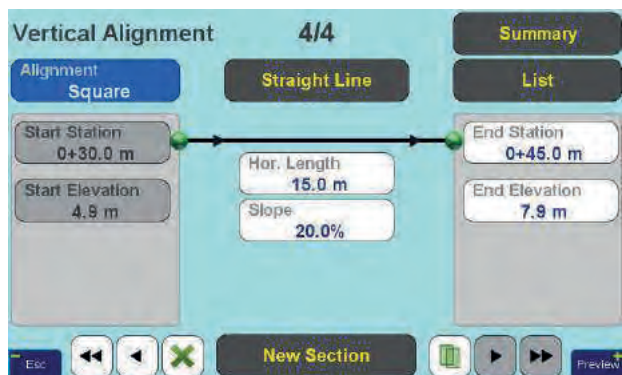 Vertical Alignment 4/4 Summary
Alignment
Square
Straight Line
List
Start Station
0+30.0 m
Start Elevation
4.9 m
Hor. Length
15.0 m
Slope
20.0%
End Station
0+45.0 m
End Elevation
7.9 m
Esc
New Section
Preview